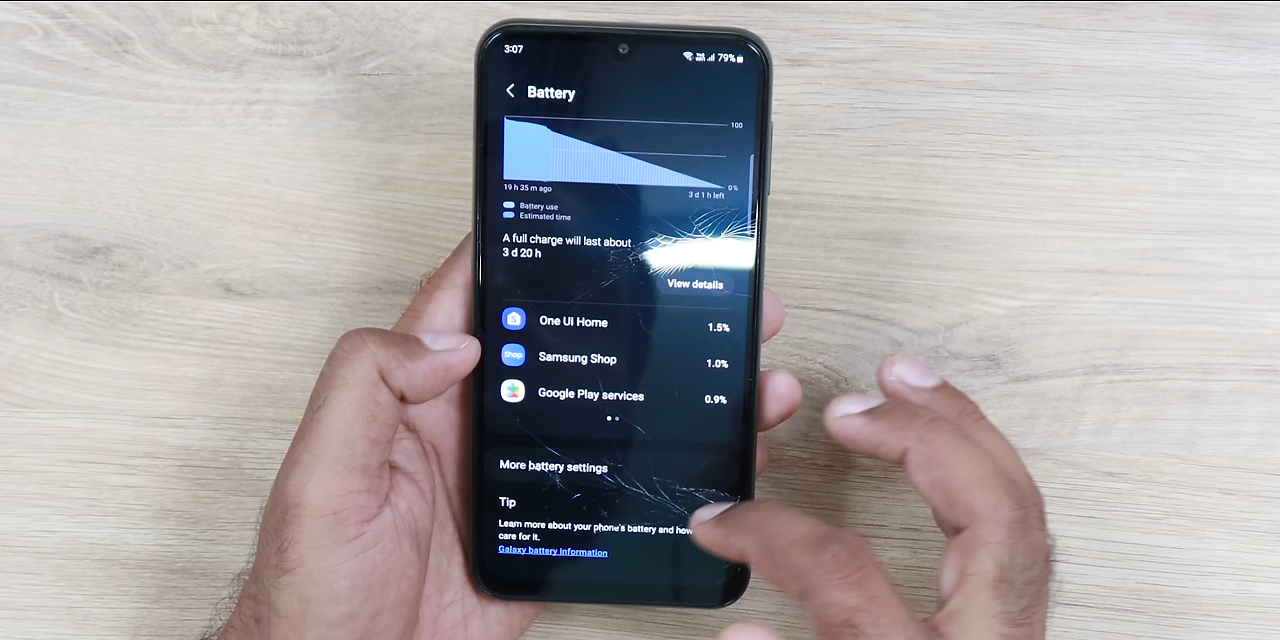 3:07
79%
Battery
100
0%
19 h 35 m ago
3 d 1 h left
Battery use
Estimated time
A full charge will last about
3 d 20 h
View details
One UI Home 1.5%
Shop
Samsung Shop 1.0%
Google Play services 0.9%
More battery settings
Tip
Learn more about your phone's battery and how
care for it.
Galaxy battery information